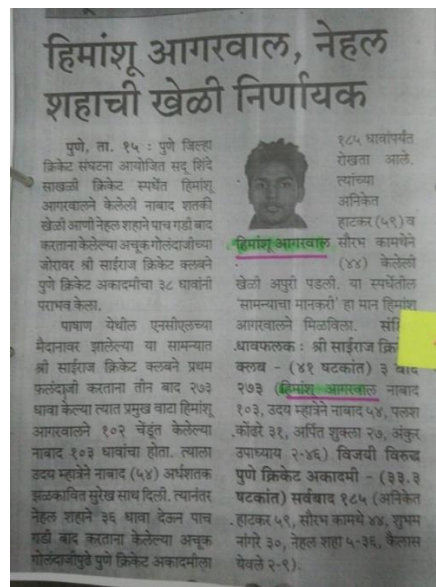 हिमांशू आगरवाल, नेहल
शहाची खेळी निर्णायक
पुणे, ता. १५ : पुणे जिल्हा
क्रिकेट संघटना आयोजित सदू शिंदे
साखळी क्रिकेट स्पर्धेत हिमांशू
आगरवालने केलेली नाबाद शतकी
खेळी आणी नेहल शहाने पाच गडी बाद
करताना केलेल्या अचूक गोलंदाजीच्या
जोरावर श्री साईराज क्रिकेट क्लबने
पुणे क्रिकेट अकादमीचा ३८ धावांनी
पराभव केला.
पाषाण येथील एनसीएलच्या
मैदानावर झालेल्या या सामन्यात
श्री साईराज क्रिकेट क्लबने प्रथम
फलंदाजी करताना तीन बाद २७३
धावा केल्या त्यात प्रमुख वाटा हिमांशू
आगरवालने १०२ चेंडूंत केलेल्या
नाबाद १०३ धावांचा होता. त्याला
उदय म्हात्रेने नाबाद (५४) अर्धशतक
झळकावित सुरेख साथ दिली. त्यानंतर
नेहल शहाने ३६ धावा देऊन पाच
गडी बाद करताना केलेल्या अचूक
गोलंदाजीपुढे पुणे क्रिकेट अकादमीला
१८५ धावांपर्यंत
रोखता आले.
त्यांच्या
अनिकेत
हाटकर (५९) व
हिमांशू आगरवाल सौरभ कामथेने
(४४) केलेली
खेळी अपुरी पडली. या स्पर्धेतील
'सामन्याचा मानकरी' हा मान हिमांशू
आगरवालने मिळविला.
धावफलक : श्री साईराज
क्लब - (४१ षटकांत) ३ बाद
२७३ (हिमांशू आगरवाल नाबाद
१०३, उदय म्हात्रेने नाबाद ५४, पलश
कोंढरे ३१, अर्पित शुक्ला २७, अंकुर
उपाध्याय २-४६) विजयी विरुद्ध
पुणे क्रिकेट अकादमी - (३३.३
षटकांत) सर्वबाद १८५ (अनिकेत
हाटकर ५९, सौरभ कामथे ४४, शुभम
नांगरे ३०, नेहल शहा ५-३६, कैलास
येवले २-९).